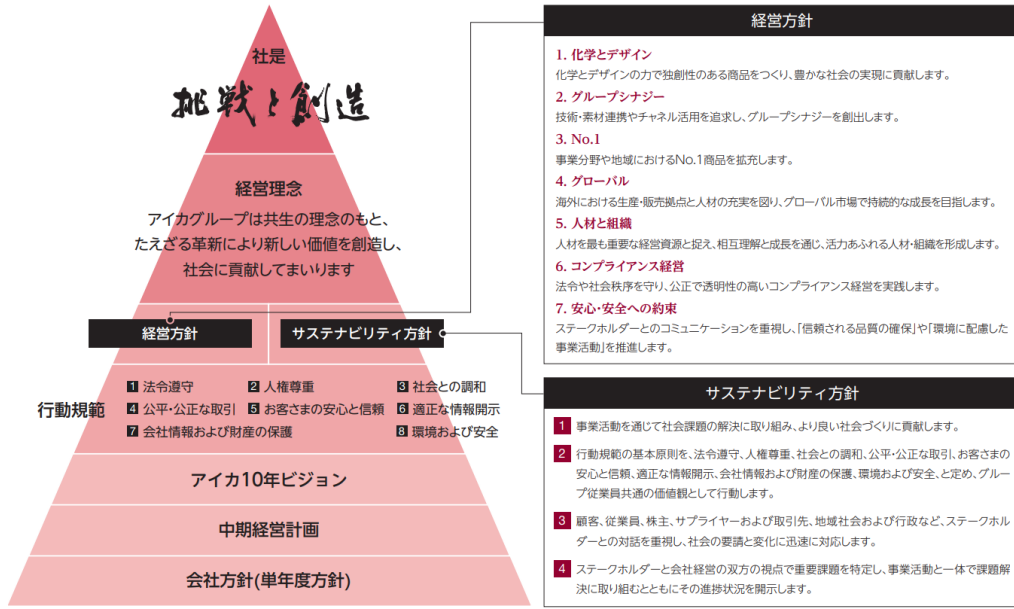 社是
挑戦と創造
経営理念
アイカグループは共生の理念のもと、
たえざる革新により新しい価値を創造し、
社会に貢献してまいります
経営方針
サステナビリティ方針
行動規範
1 法令遵守
2 人権尊重
3 社会との調和
4 公平・公正な取引
5 お客さまの安心と信頼
6 適正な情報開示
7 会社情報および財産の保護
8 環境および安全
アイカ10年ビジョン
中期経営計画
会社方針(単年度方針)
経営方針
1. 化学とデザイン
化学とデザインの力で独創性のある商品をつくり、豊かな社会の実現に貢献します。
2. グループシナジー
技術・素材連携やチャネル活用を追求し、グループシナジーを創出します。
3. No.1
事業分野や地域におけるNo.1商品を拡充します。
4. グローバル
海外における生産・販売拠点と人材の充実を図り、グローバル市場で持続的な成長を目指します。
5. 人材と組織
人材を最も重要な経営資源と捉え、相互理解と成長を通じ、活力あふれる人材・組織を形成します。
6. コンプライアンス経営
法令や社会秩序を守り、公正で透明性の高いコンプライアンス経営を実践します。
7. 安心・安全への約束
ステークホルダーとのコミュニケーションを重視し、「信頼される品質の確保」や「環境に配慮した
事業活動」を推進します。
サステナビリティ方針
1 事業活動を通じて社会課題の解決に取り組み、より良い社会づくりに貢献します。
2 行動規範の基本原則を、法令遵守、人権尊重、社会との調和、公平・公正な取引、お客さまの
安心と信頼、適正な情報開示、会社情報および財産の保護、環境および安全、と定め、グルー
プ従業員共通の価値観として行動します。
3 顧客、従業員、株主、サプライヤーおよび取引先、地域社会および行政など、ステークホル
ダーとの対話を重視し、社会の要請と変化に迅速に対応します。
4 ステークホルダーと会社経営の双方の視点で重要課題を特定し、事業活動と一体で課題解
決に取り組むとともにその進捗状況を開示します。